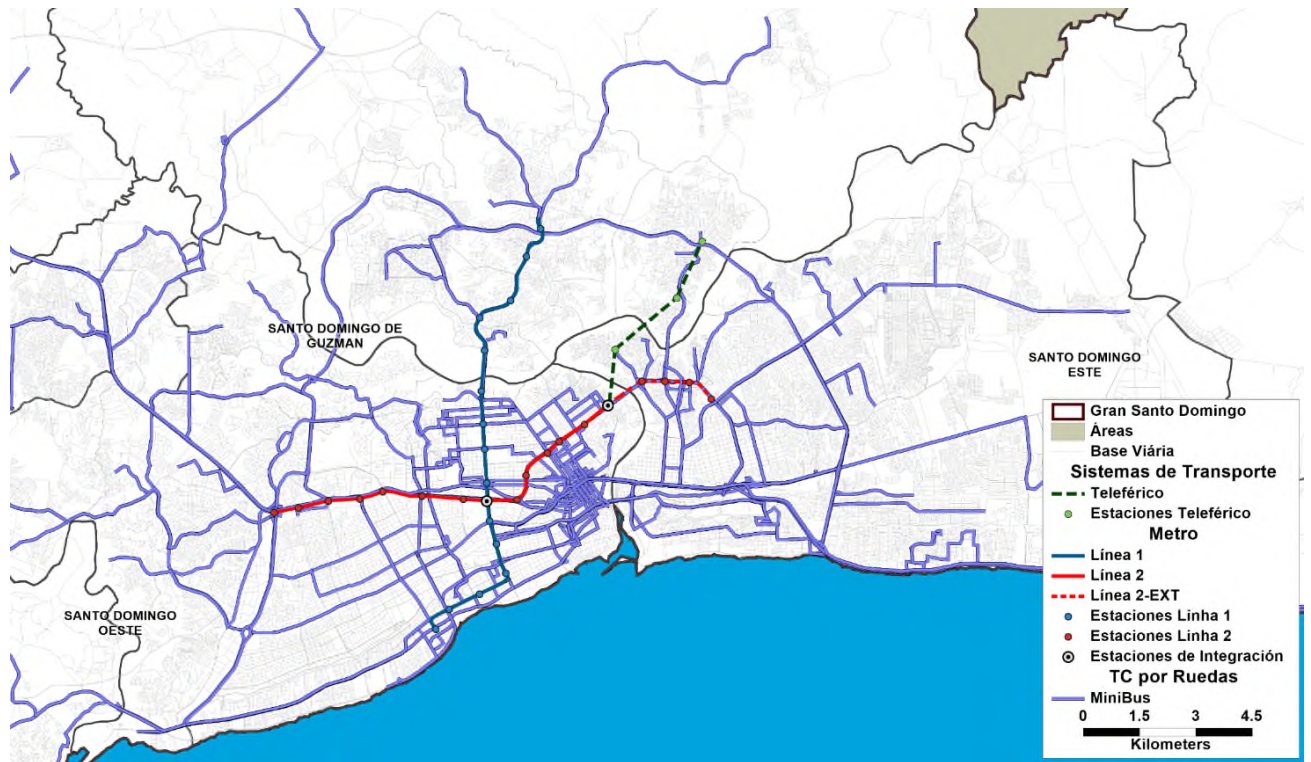 SANTO DOMINGO DE
GUZMAN
SANTO DOMINGO
ESTE
SANTO DOMINGO
OESTE
Gran Santo Domingo
Áreas
Base Viária
Sistemas de Transporte
Teleférico
Estaciones Teleférico
Metro
Línea 1
Línea 2
Línea 2-EXT
Estaciones Linha 1
Estaciones Linha 2
Estaciones de Integración
TC por Ruedas
MiniBus
0 1.5 3 4.5
Kilometers